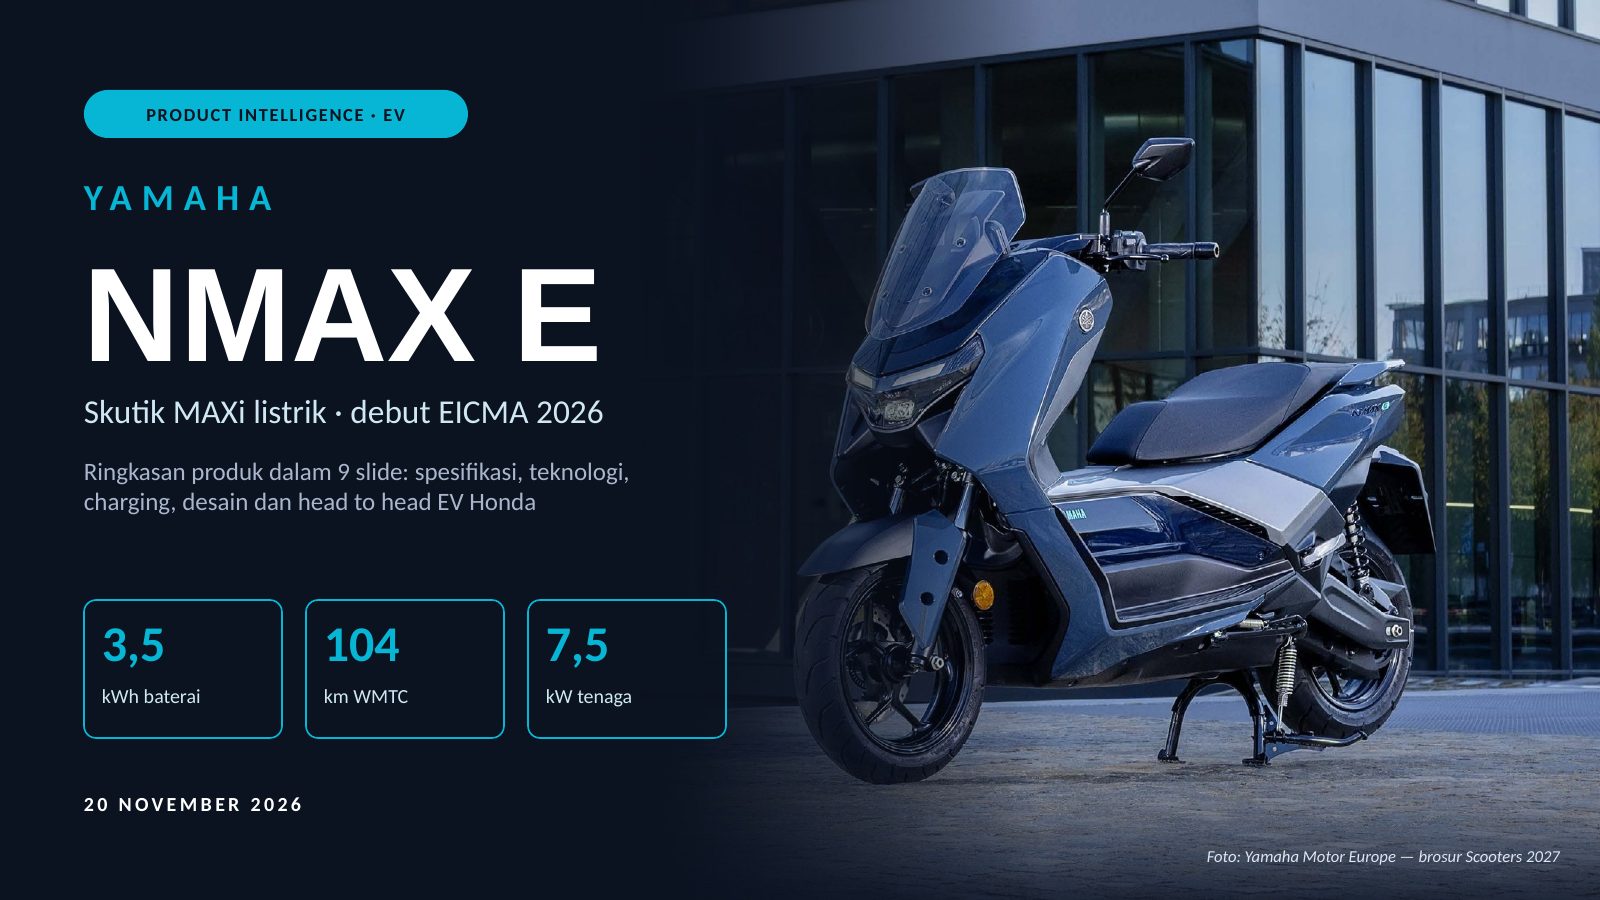 PRODUCT INTELLIGENCE · EV
YAMAHA
NMAX E
Skutik MAXi listrik · debut EICMA 2026
Ringkasan produk dalam 9 slide: spesifikasi, teknologi,
charging, desain dan head to head EV Honda
3,5
kWh baterai
104
km WMTC
7,5
kW tenaga
20 NOVEMBER 2026
NMAX
MAHA
Foto: Yamaha Motor Europe — brosur Scooters 2027